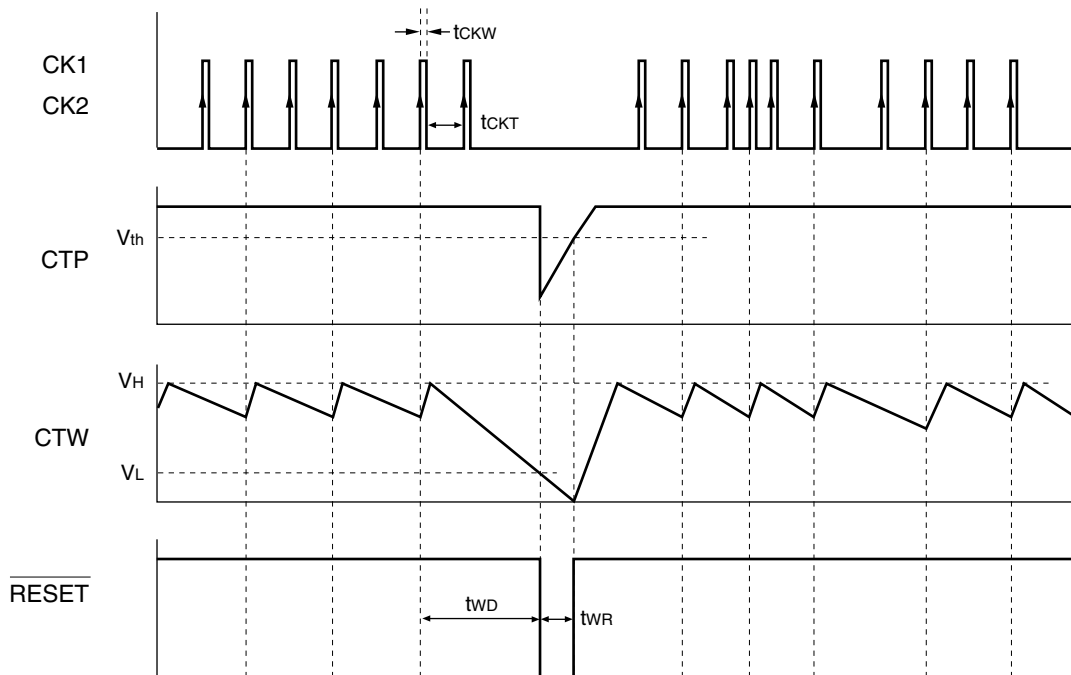 tCKW
CK1
CK2
tCKT
Vth
CTP
VH
CTW
VL
RESET
tWD
tWR